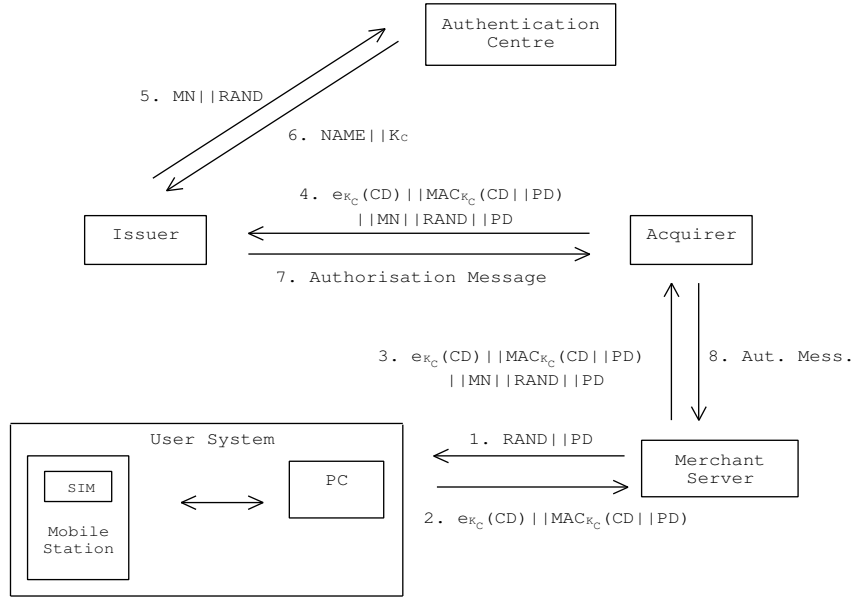 Authentication
Centre
5. MN||RAND
6. NAME||Kc
4. eKC(CD)||MACKC(CD||PD)
||MN||RAND||PD
Issuer
Acquirer
7. Authorisation Message
3. eKC(CD)||MACKC(CD||PD)
||MN||RAND||PD
8. Aut. Mess.
User System
1. RAND||PD
SIM
PC
Merchant
Server
Mobile
Station
2. eKC(CD)||MACKC(CD||PD)